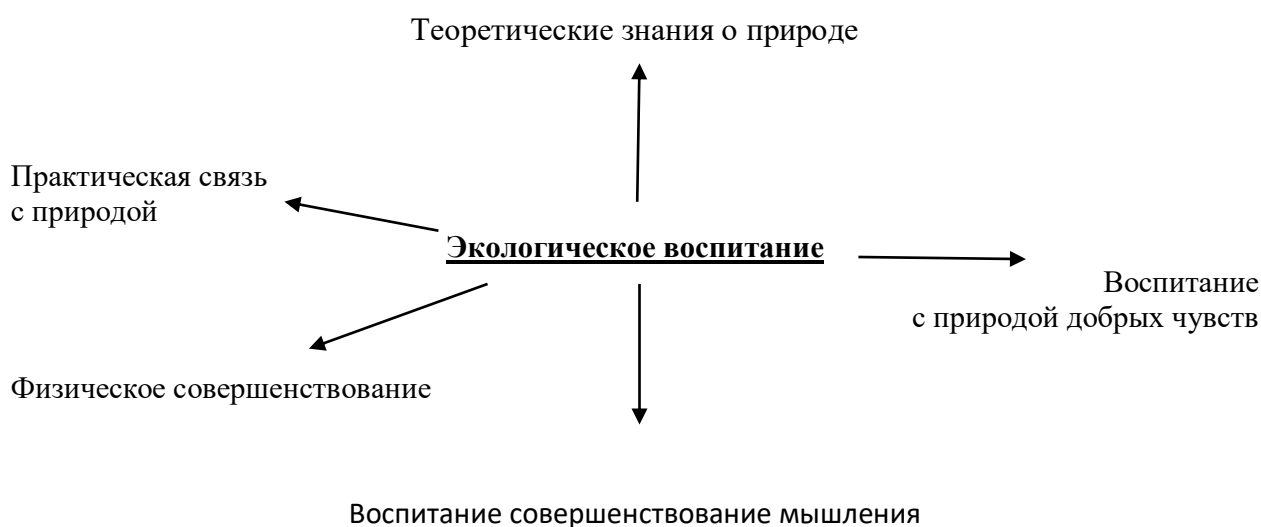 Теоретические знания о природе
Практическая связь
с природой
Экологическое воспитание
Воспитание
с природой добрых чувств
Физическое совершенствование
Воспитание совершенствование мышления